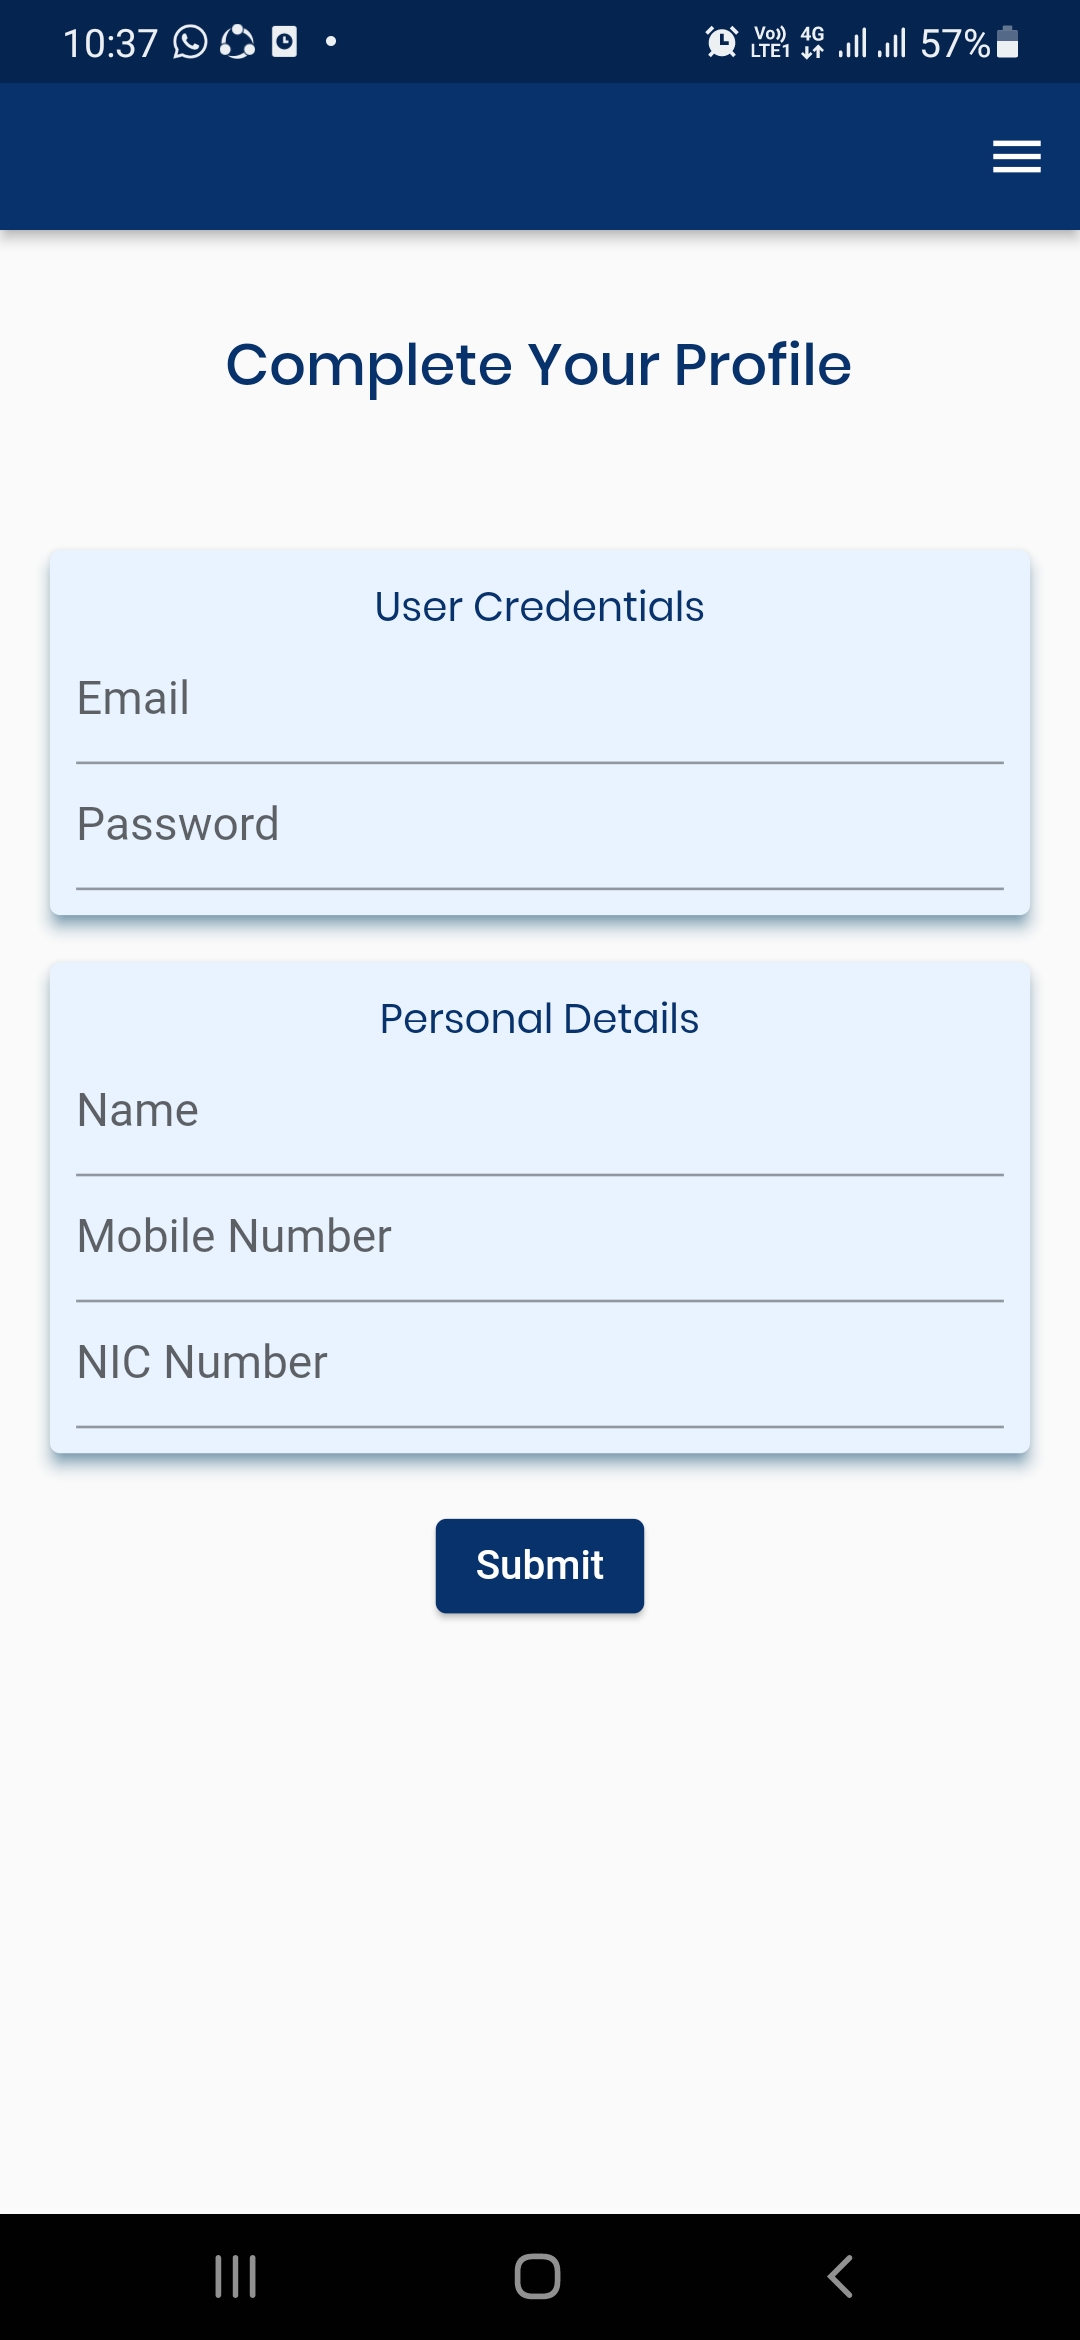 10:37 Vo)) LTE1 4G 57%
Complete Your Profile
User Credentials
Email
Password
Personal Details
Name
Mobile Number
NIC Number
Submit